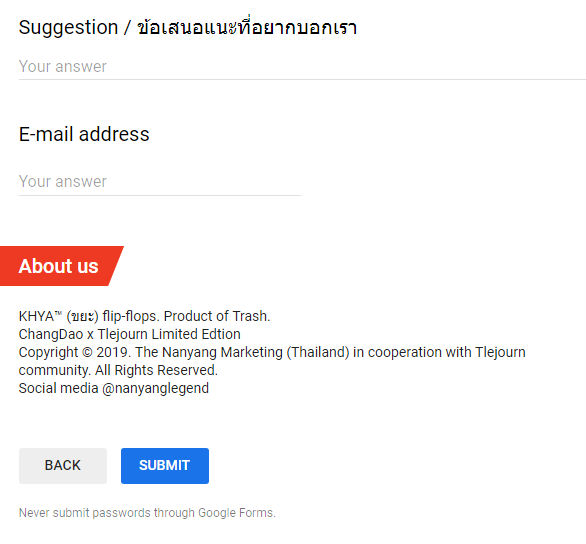 Suggestion / ข้อเสนอแนะที่อยากบอกเรา
Your answer
E-mail address
Your answer
About us
KHYA™ (ขยะ) flip-flops. Product of Trash.
ChangDao x Tlejourn Limited Edtion
Copyright © 2019. The Nanyang Marketing (Thailand) in cooperation with Tlejourn
community. All Rights Reserved.
Social media @nanyanglegend
BACK SUBMIT
Never submit passwords through Google Forms.